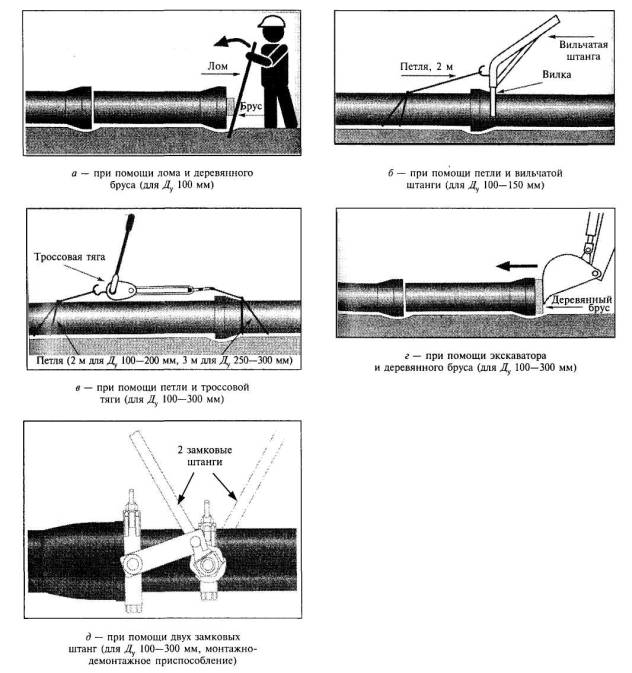 Лом
Брус
а — при помощи лома и деревянного
бруса (для Ду 100 мм)
Петля, 2 м
Вильчатая
штанга
Вилка
б — при помощи петли и вильчатой
штанги (для Ду 100—150 мм)
Троссовая тяга
Петля (2 м для Ду 100—200 мм, 3 м для Ду 250—300 мм)
в — при помощи петли и троссовой
тяги (для Ду 100—300 мм)
Деревянный
брус
г — при помощи экскаватора
и деревянного бруса (для Ду 100—300 мм)
2 замковые
штанги
д — при помощи двух замковых
штанг (для Ду 100—300 мм, монтажно-
демонтажное приспособление)